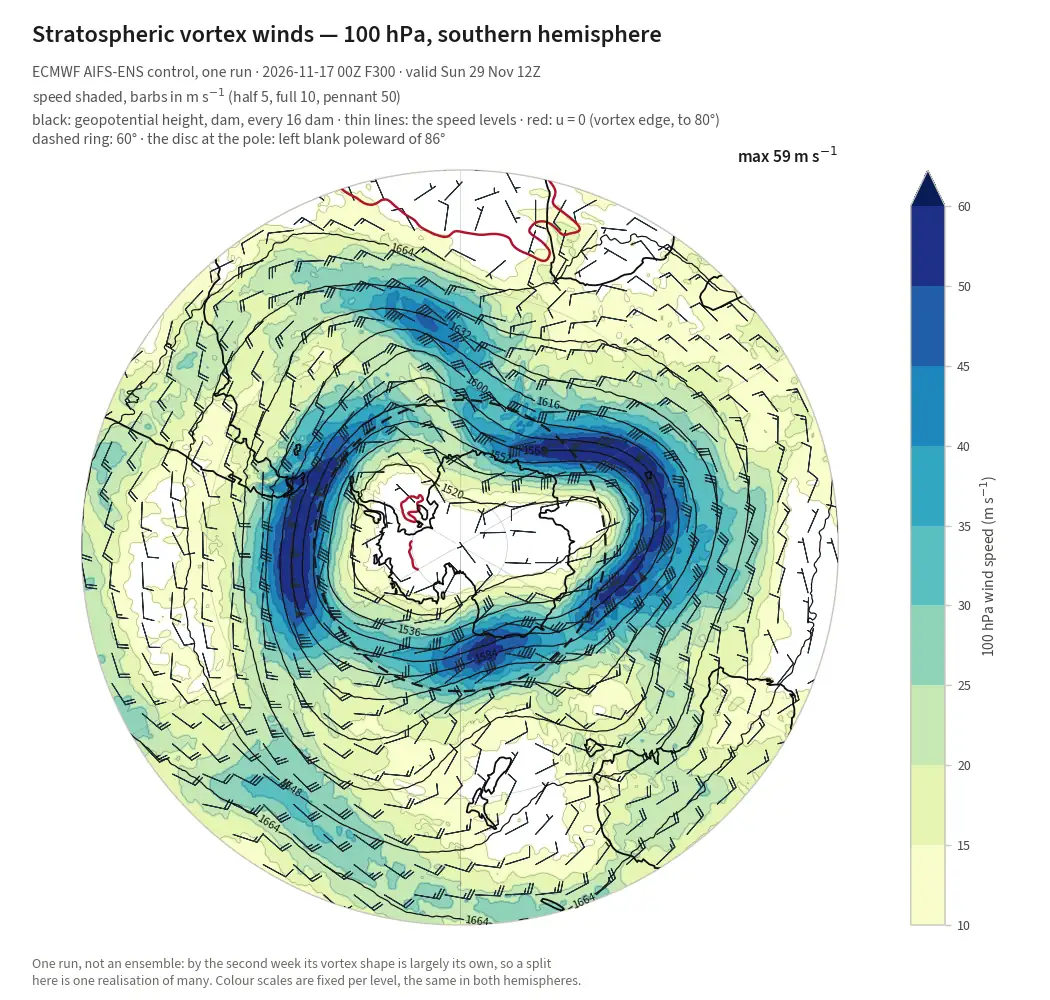 Stratospheric vortex winds — 100 hPa, southern hemisphere
ECMWF AIFS-ENS control, one run · 2026-11-17 00Z F300 · valid Sun 29 Nov 12Z
speed shaded, barbs in m s⁻¹ (half 5, full 10, pennant 50)
black: geopotential height, dam, every 16 dam · thin lines: the speed levels · red: u = 0 (vortex edge, to 80°)
dashed ring: 60° · the disc at the pole: left blank poleward of 86°
max 59 m s⁻¹
1664
1632
1600
1616
1552
1568
1520
1536
1584
1648
1664
1664
1664
60
50
45
40
35
30
25
20
15
10
100 hPa wind speed (m s⁻¹)
One run, not an ensemble: by the second week its vortex shape is largely its own, so a split
here is one realisation of many. Colour scales are fixed per level, the same in both hemispheres.